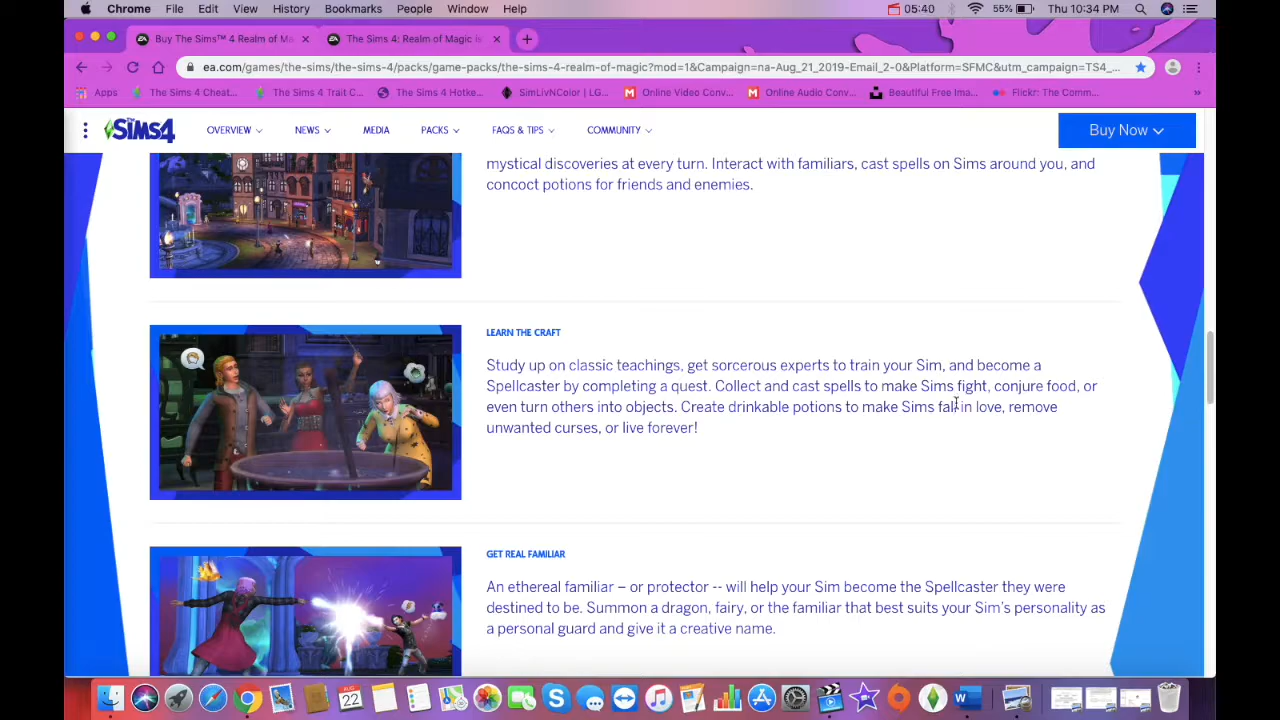 Chrome File Edit View History Bookmarks People Window Help 05:40 55% Thu 10:34 PM
Buy The Sims™ 4 Realm of Ma The Sims 4: Realm of Magic is
ea.com/games/the-sims/the-sims-4/packs/game-packs/the-sims-4-realm-of-magic?mod=1&Campaign=na-Aug_21_2019-Email_2-0&Platform=SFMC&utm_campaign=TS4_...
Apps The Sims 4 Cheat... The Sims 4 Trait C... The Sims 4 Hotke... SimLivNColor | LG... Online Video Conv... Online Audio Conv... Beautiful Free Ima... Flickr: The Comm... »
The SIMS 4 OVERVIEW NEWS MEDIA PACKS FAQS & TIPS COMMUNITY Buy Now
mystical discoveries at every turn. Interact with familiars, cast spells on Sims around you, and
concoct potions for friends and enemies.
LEARN THE CRAFT
Study up on classic teachings, get sorcerous experts to train your Sim, and become a
Spellcaster by completing a quest. Collect and cast spells to make Sims fight, conjure food, or
even turn others into objects. Create drinkable potions to make Sims fall in love, remove
unwanted curses, or live forever!
GET REAL FAMILIAR
An ethereal familiar – or protector -- will help your Sim become the Spellcaster they were
destined to be. Summon a dragon, fairy, or the familiar that best suits your Sim's personality as
a personal guard and give it a creative name.
AUG
22